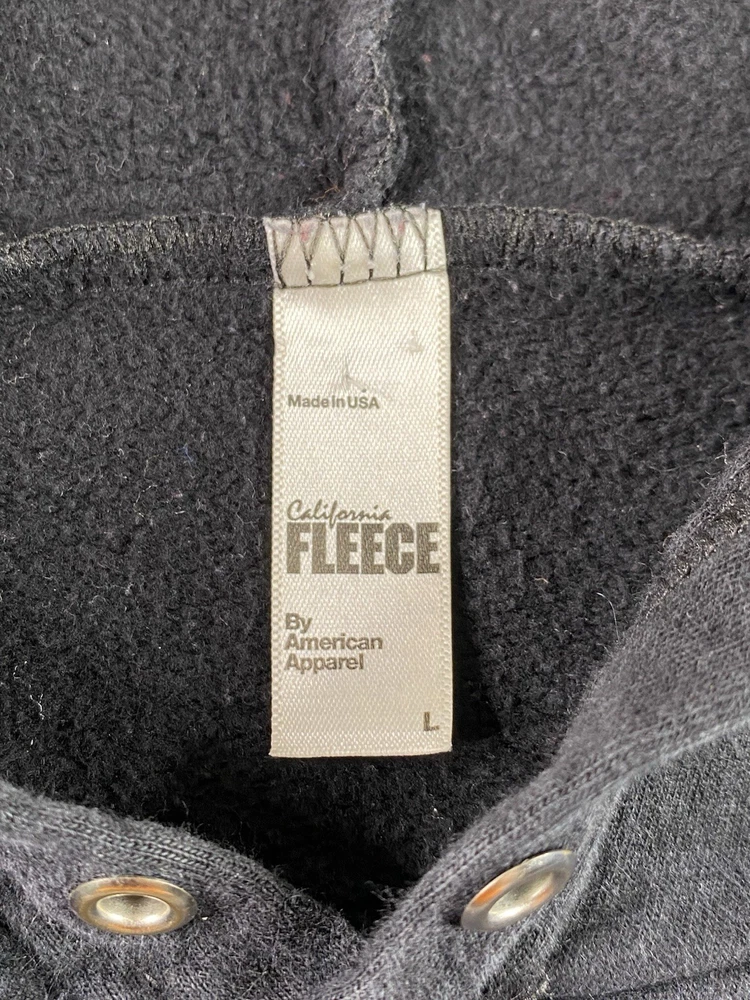 Made in USA
California
FLEECE
By
American
Apparel
L